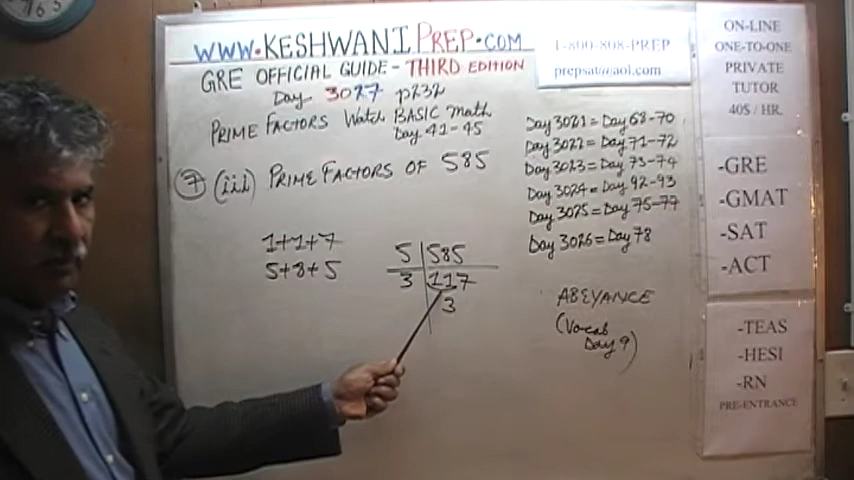 WWW.KESHWANIPREP.COM
GRE OFFICIAL GUIDE - THIRD EDITION
Day 3027 p232
PRIME FACTORS Watch BASIC Math
Day 41-45
7 (iii) PRIME FACTORS OF 585
1+1+7
5+8+5
5 585
3 117
3
1-800-808-PREP
prepsat@aol.com
Day 3021 = Day 68-70
Day 3022 = Day 71-72
Day 3023 = Day 73-74
Day 3024 = Day 92-93
Day 3025 = Day 75-77
Day 3026 = Day 78
ABEYANCE
(Vocab
Day 9)
ON-LINE
ONE-TO-ONE
PRIVATE
TUTOR
40$ / HR.
-GRE
-GMAT
-SAT
-ACT
-TEAS
-HESI
-RN
PRE-ENTRANCE